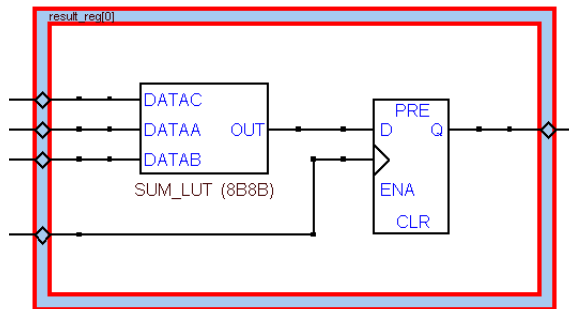 result_reg[0]
DATAC
DATAA OUT
DATAB
SUM_LUT (8B8B)
PRE
D Q
ENA
CLR